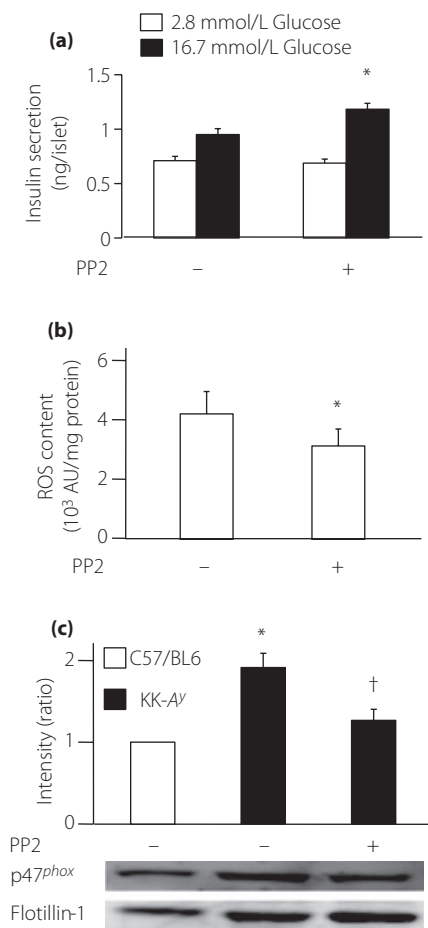 (a)
2.8 mmol/L Glucose
16.7 mmol/L Glucose
Insulin secretion
(ng/islet)
1.5
1
0.5
0
*
PP2 – +
(b)
ROS content
(10³ AU/mg protein)
6
4
2
0
*
PP2 – +
(c)
C57/BL6
KK-Aʸ
Intensity (ratio)
2
1
0
*
†
PP2 – – +
p47ᵖʰᵒˣ
Flotillin-1